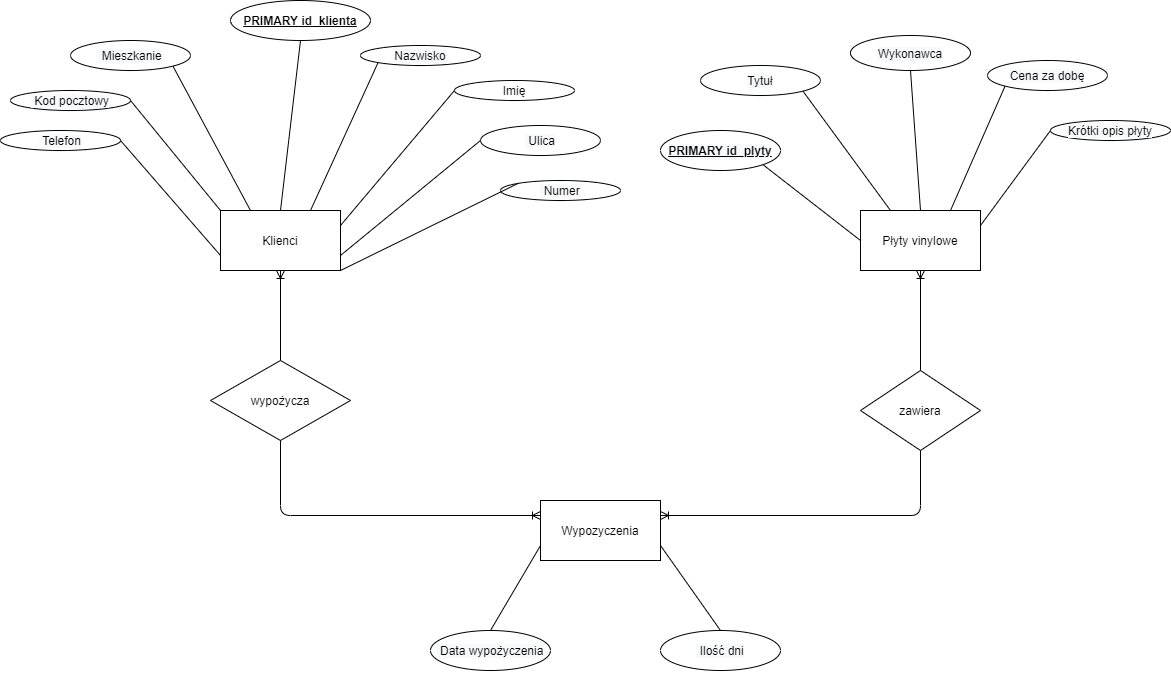 PRIMARY id_klienta
Mieszkanie
Nazwisko
Wykonawca
Kod pocztowy
Imię
Tytuł
Cena za dobę
Telefon
Ulica
PRIMARY id_plyty
Krótki opis płyty
Numer
Klienci
Płyty vinylowe
wypożycza
zawiera
Wypozyczenia
Data wypożyczenia
Ilość dni